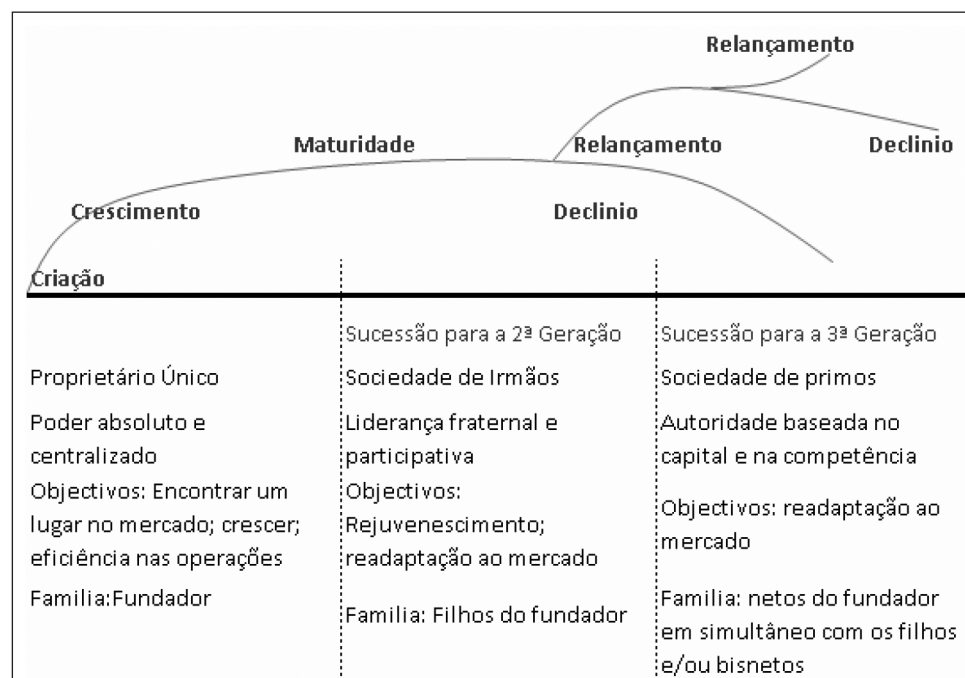 Relançamento
Maturidade
Relançamento
Declinio
Crescimento
Declinio
Criação
Sucessão para a 2ª Geração
Sucessão para a 3ª Geração
Proprietário Único
Sociedade de Irmãos
Sociedade de primos
Poder absoluto e
centralizado
Liderança fraternal e
participativa
Autoridade baseada no
capital e na competência
Objectivos: Encontrar um
lugar no mercado; crescer;
eficiência nas operações
Objectivos:
Rejuvenescimento;
readaptação ao mercado
Objectivos: readaptação ao
mercado
Familia:Fundador
Familia: Filhos do fundador
Familia: netos do fundador
em simultâneo com os filhos
e/ou bisnetos